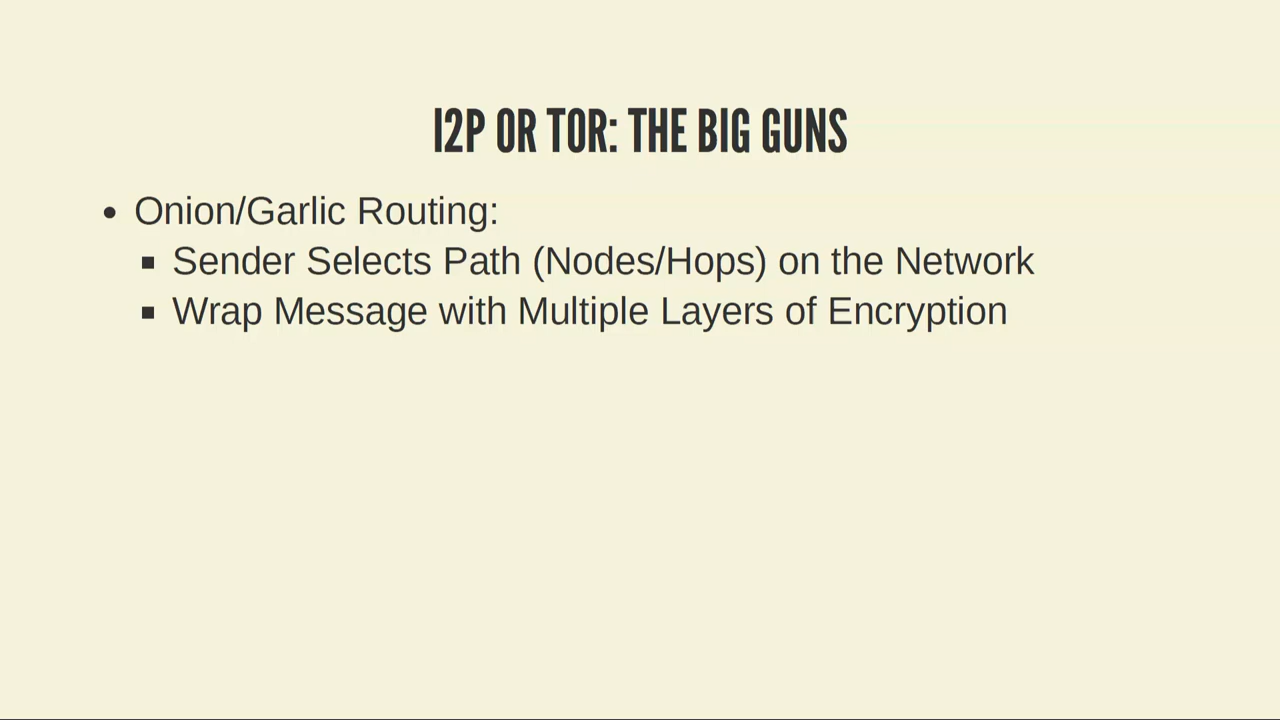 I2P OR TOR: THE BIG GUNS
Onion/Garlic Routing:
Sender Selects Path (Nodes/Hops) on the Network
Wrap Message with Multiple Layers of Encryption